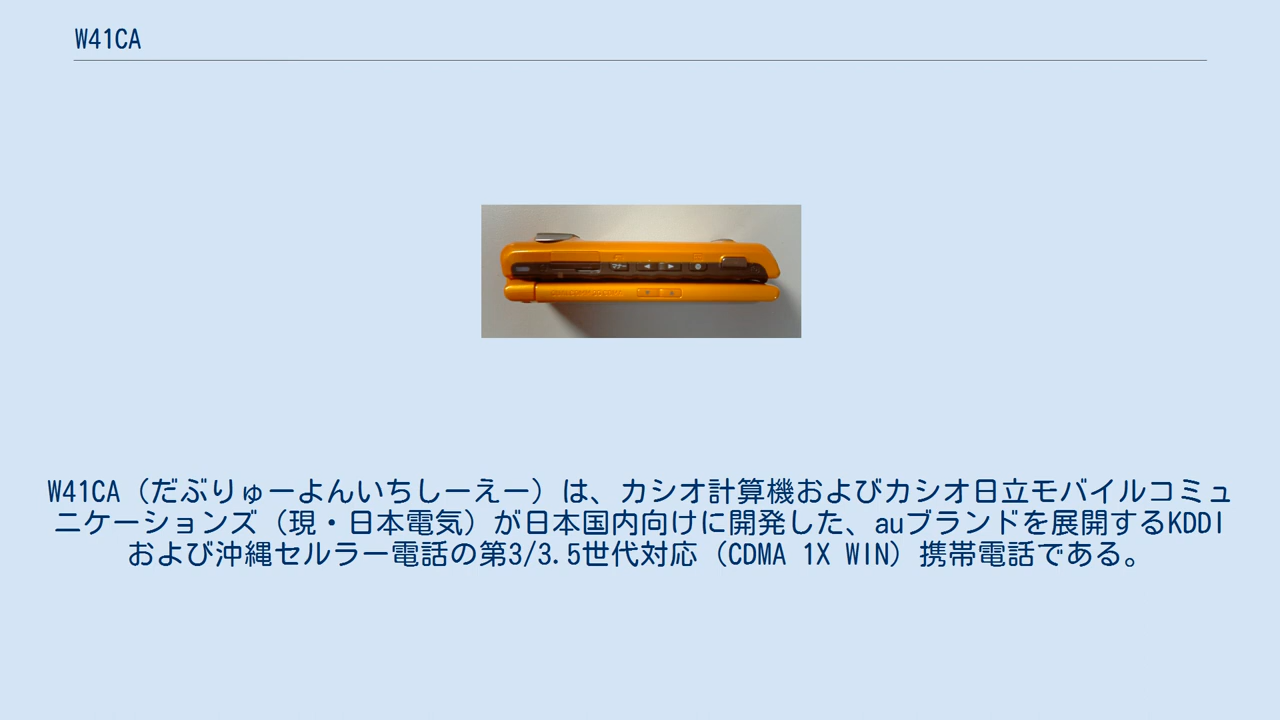 W41CA
W41CA（だぶりゅーよんいちしーえー）は、カシオ計算機およびカシオ日立モバイルコミュ
ニケーションズ（現・日本電気）が日本国内向けに開発した、auブランドを展開するKDDI
および沖縄セルラー電話の第3/3.5世代対応（CDMA 1X WIN）携帯電話である。